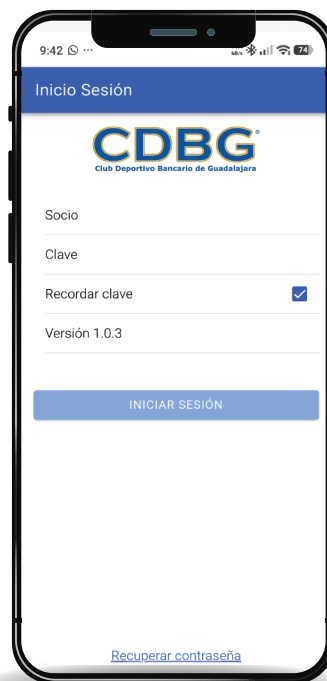 9:42
74
Inicio Sesión
CDBG
Club Deportivo Bancario de Guadalajara
Socio
Clave
Recordar clave
Versión 1.0.3
INICIAR SESIÓN
Recuperar contraseña